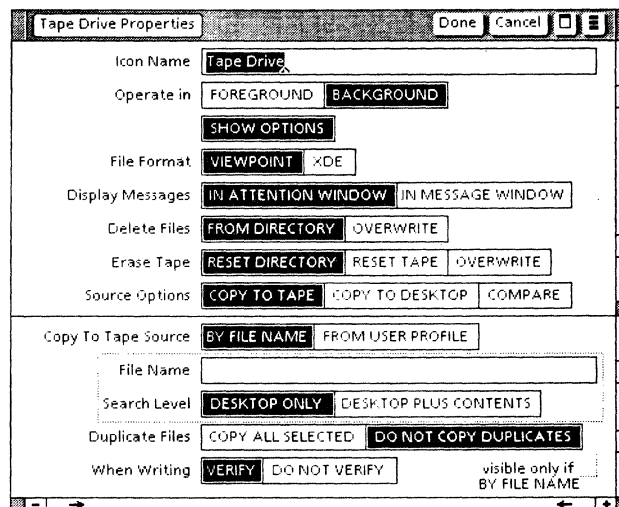 Tape Drive Properties Done Cancel
Icon Name Tape Drive
Operate in FOREGROUND BACKGROUND
SHOW OPTIONS
File Format VIEWPOINT XDE
Display Messages IN ATTENTION WINDOW IN MESSAGE WINDOW
Delete Files FROM DIRECTORY OVERWRITE
Erase Tape RESET DIRECTORY RESET TAPE OVERWRITE
Source Options COPY TO TAPE COPY TO DESKTOP COMPARE
Copy To Tape Source BY FILE NAME FROM USER PROFILE
File Name
Search Level DESKTOP ONLY DESKTOP PLUS CONTENTS
Duplicate Files COPY ALL SELECTED DO NOT COPY DUPLICATES
When Writing VERIFY DO NOT VERIFY visible only if
BY FILE NAME